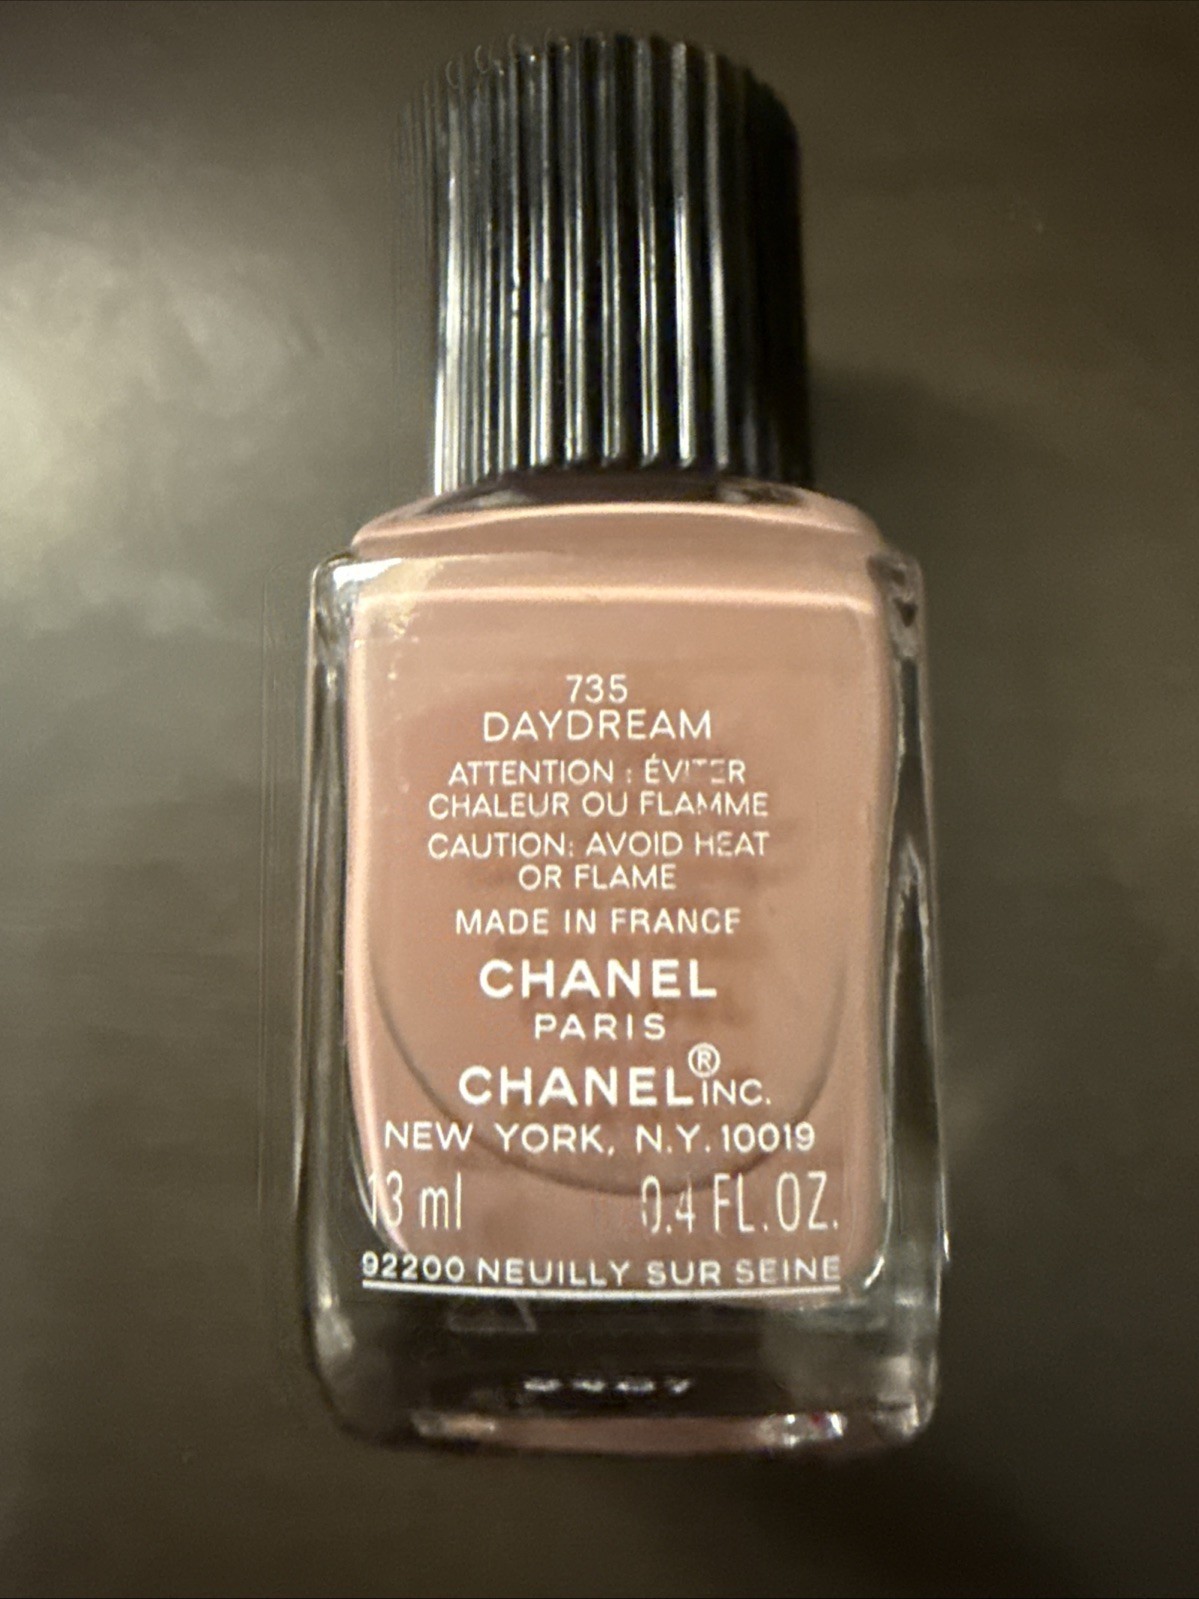 735
DAYDREAM
ATTENTION : ÉVITER
CHALEUR OU FLAMME
CAUTION: AVOID HEAT
OR FLAME
MADE IN FRANCE
CHANEL
PARIS
CHANEL® INC.
NEW YORK, N.Y. 10019
13 ml 0.4 FL.OZ.
92200 NEUILLY SUR SEINE